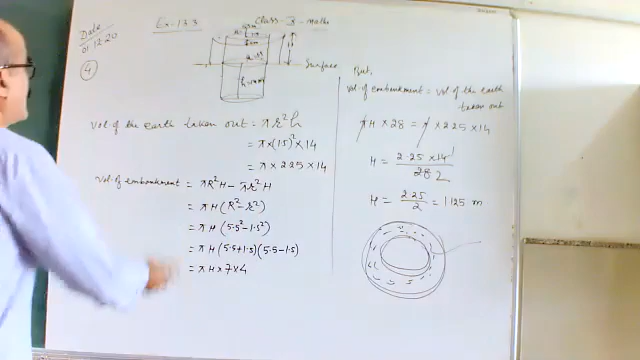 Date
01.12.20
Ex-13.3
Class-X-maths
4
Surface
Vol of the earth taken out = πr²h
= π×(1.5)²×14
= π×2.25×14
Vol. of embankment = πR²H - πr²H
= πH(R²-r²)
= πH(5.5²-1.5²)
= πH(5.5+1.5)(5.5-1.5)
= πH×7×4
But,
vol of embankment = vol of the earth
taken out
πH×28 = π×2.25×14
H = 2.25×14 1
28 2
H = 2.25
2
= 1.125 m